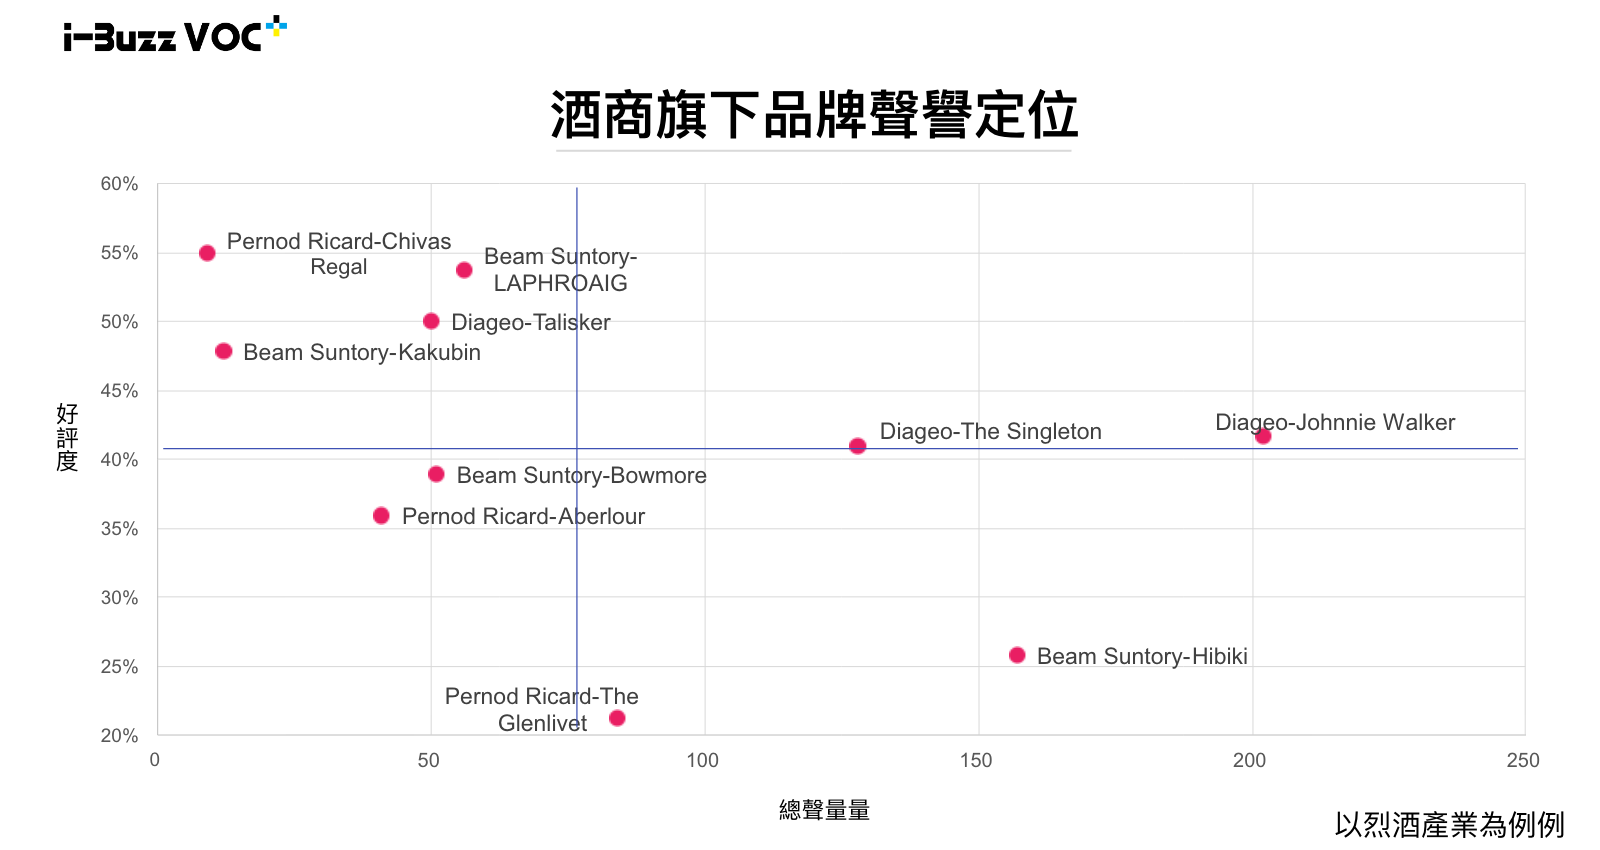 i-Buzz VOC+
酒商旗下品牌聲譽定位
60%
Pernod Ricard-Chivas
Regal
55%
Beam Suntory-
LAPHROAIG
50%
Diageo-Talisker
Beam Suntory-Kakubin
45%
好評度
Diageo-The Singleton
Diageo-Johnnie Walker
40%
Beam Suntory-Bowmore
Pernod Ricard-Aberlour
35%
30%
25%
Beam Suntory-Hibiki
Pernod Ricard-The
Glenlivet
20%
0 50 100 150 200 250
總聲量量
以烈酒產業為例例